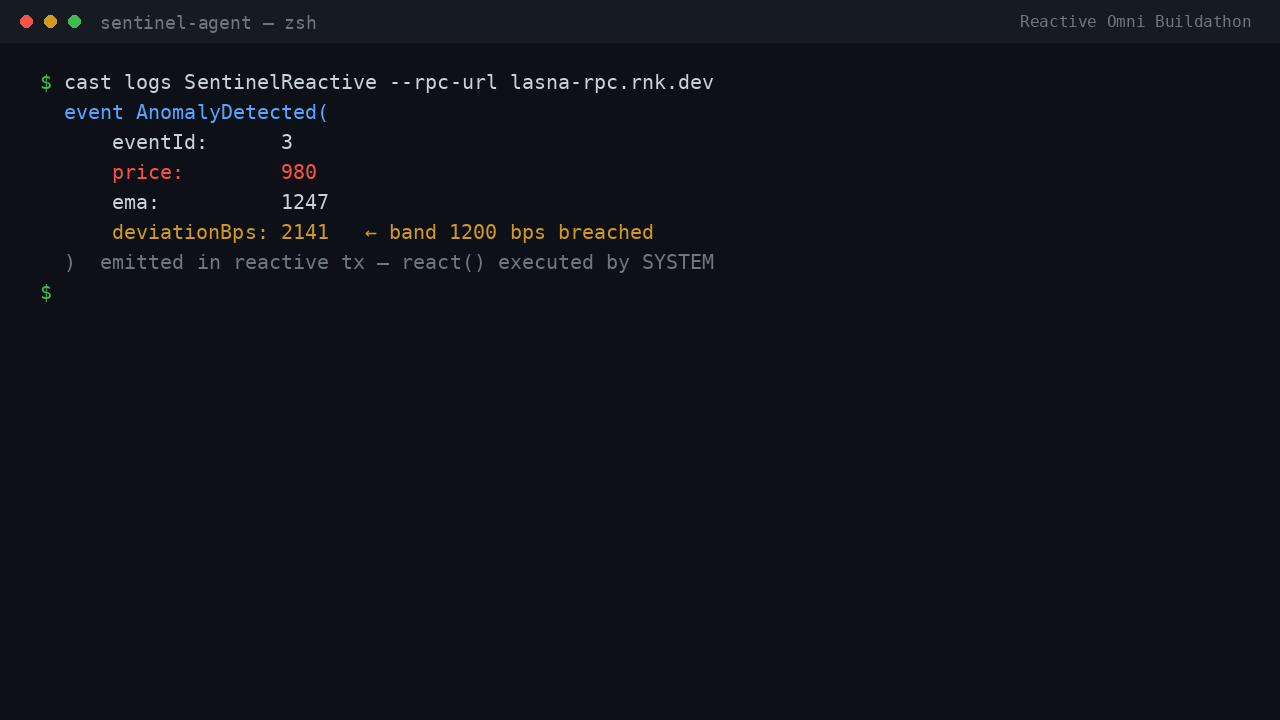 sentinel-agent — zsh
Reactive Omni Buildathon
$ cast logs SentinelReactive --rpc-url lasna-rpc.rnk.dev
event AnomalyDetected(
eventId: 3
price: 980
ema: 1247
deviationBps: 2141 ← band 1200 bps breached
) emitted in reactive tx — react() executed by SYSTEM
$